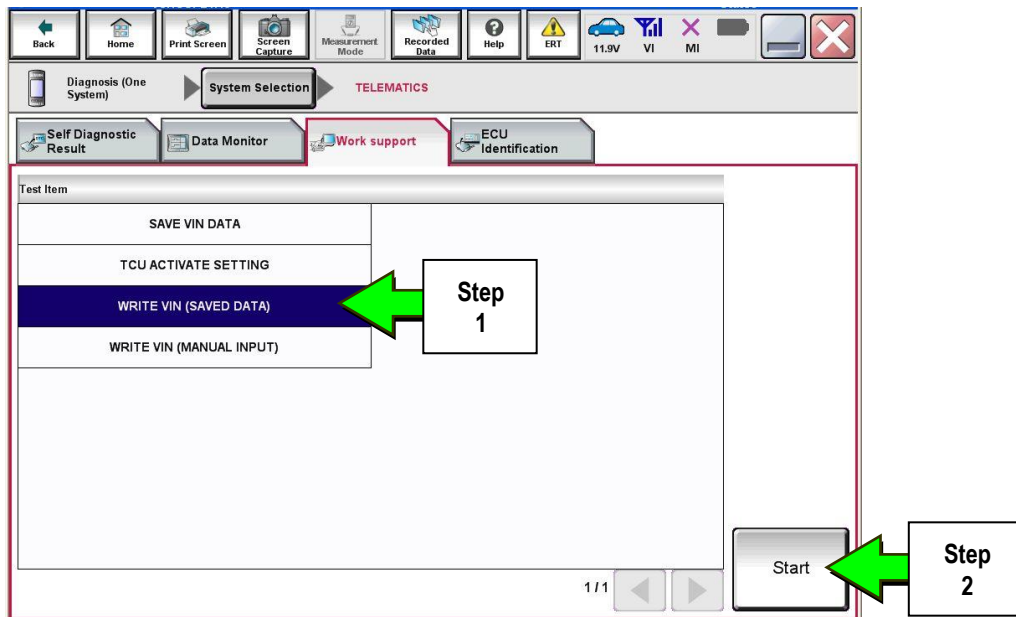 Back
Home
Print Screen
Screen
Capture
Measurement
Mode
Recorded
Data
Help
ERT
11.9V
VI
MI
Diagnosis (One
System)
System Selection
TELEMATICS
Self Diagnostic
Result
Data Monitor
Work support
ECU
Identification
Test Item
SAVE VIN DATA
TCU ACTIVATE SETTING
WRITE VIN (SAVED DATA)
WRITE VIN (MANUAL INPUT)
Step
1
Start
Step
2
1/1